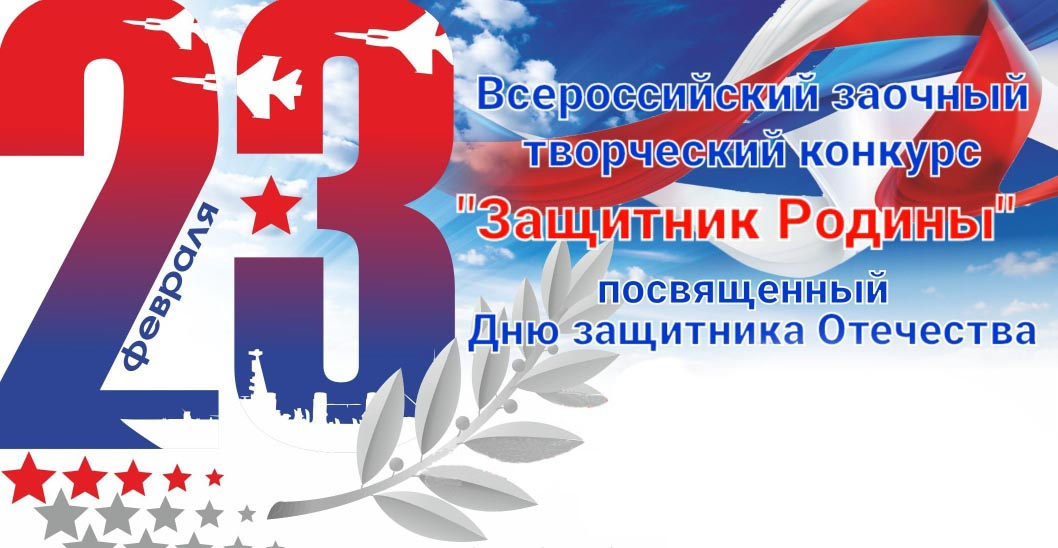 23
февраля
Всероссийский заочный
творческий конкурс
"Защитник Родины"
посвященный
Дню защитника Отечества